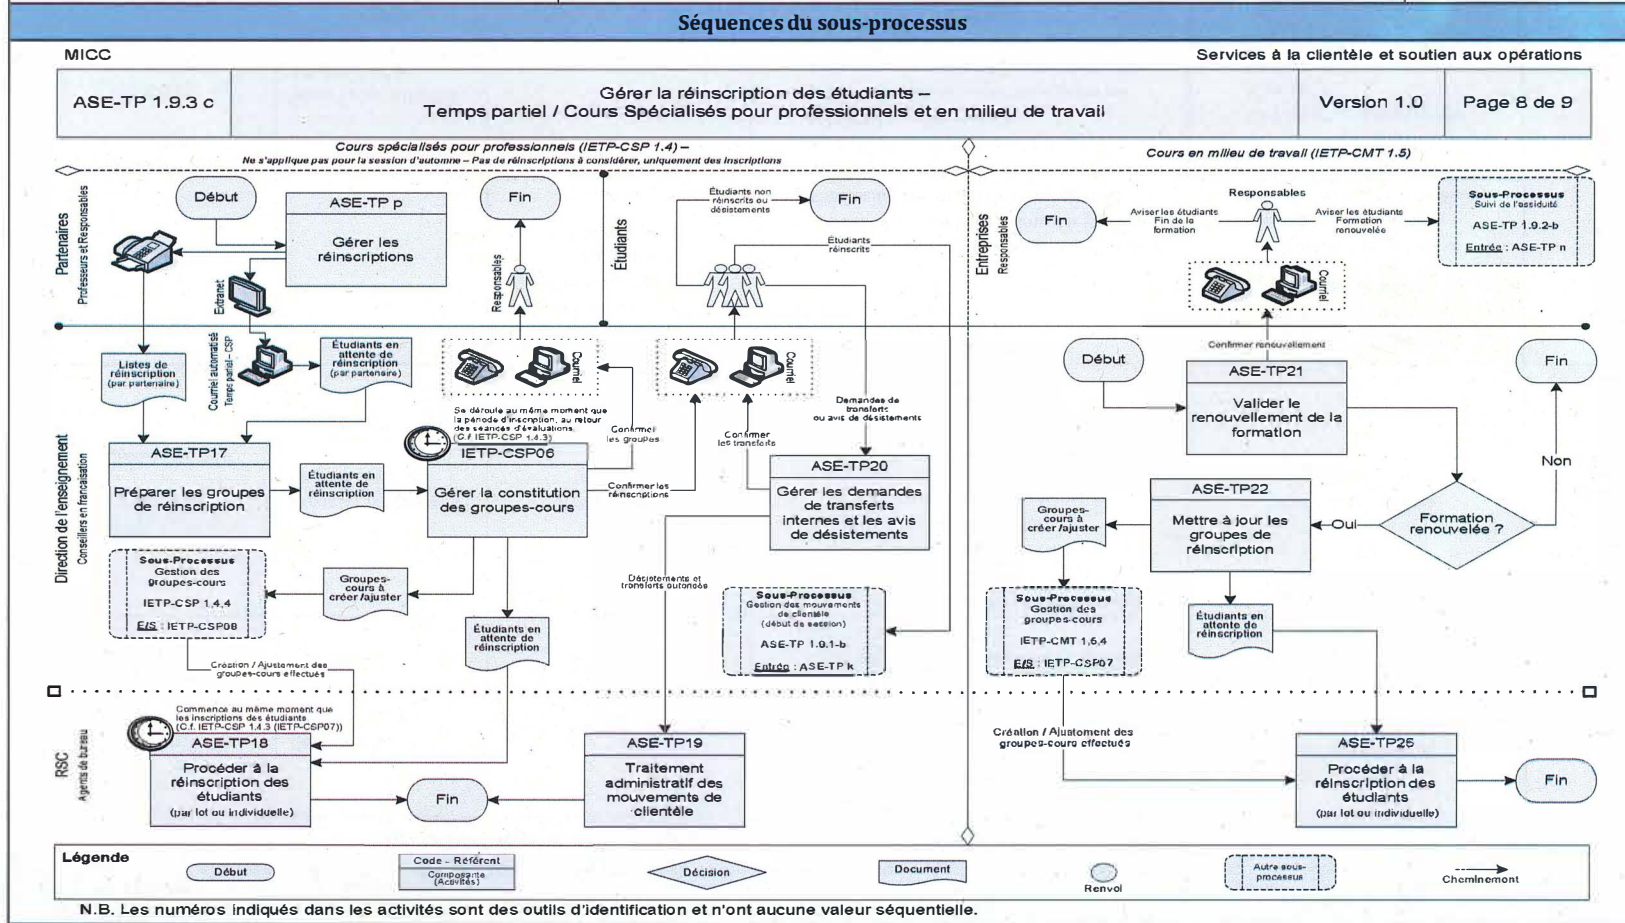 Séquences du sous-processus
MICC
Services à la clientèle et soutien aux opérations
ASE-TP 1.9.3 c
Gérer la réinscription des étudiants –
Temps partiel / Cours Spécialisés pour professionnels et en milieu de travail
Version 1.0
Page 8 de 9
Cours spécialisés pour professionnels (IETP-CSP 1.4) –
Ne s'applique pas pour la session d'automne – Pas de réinscriptions à considérer, uniquement des inscriptions
Cours en milieu de travail (IETP-CMT 1.5)
Partenaires
Professeurs et Responsables
Début
ASE-TP p
Gérer les
réinscriptions
Extranet
Fin
Responsables
Étudiants
Étudiants non
réinscrits ou
désistements
Fin
Étudiants
réinscrits
Entreprises
Responsables
Fin
Aviser les étudiants
Fin de la
formation
Responsables
Aviser les étudiants
Formation
renouvelée
Sous-Processus
Suivi de l'assiduité
ASE-TP 1.9.2-b
Entrée : ASE-TP n
Courriel
Direction de l'enseignement
Conseillers en francisation
Listes de
réinscription
(par partenaire)
Courriel automatisé
Temps partiel – CSP
Étudiants en
attente de
réinscription
(par partenaire)
Courriel
Courriel
Se déroule au même moment que
la période d'inscription, au retour
des séances d'évaluations.
(C.f. IETP-CSP 1.4.3)
Confirmer
les groupes
Confirmer
les transferts
Demandes de
transferts
ou avis de désistements
ASE-TP17
Préparer les groupes
de réinscription
Étudiants en
attente de
réinscription
IETP-CSP06
Gérer la constitution
des groupes-cours
Confirmer les
réinscriptions
ASE-TP20
Gérer les demandes
de transferts
internes et les avis
de désistements
Sous-Processus
Gestion des
groupes-cours
IETP-CSP 1.4.4
E/S : IETP-CSP08
Groupes-
cours à
créer /ajuster
Étudiants en
attente de
réinscription
Désistements et
transferts autorisés
Sous-Processus
Gestion des mouvements
de clientèle
(début de session)
ASE-TP 1.9.1-b
Entrée : ASE-TP k
Création / Ajustement des
groupes-cours effectués
Confirmer renouvellement
Début
ASE-TP21
Valider le
renouvellement de la
formation
Fin
Non
Formation
renouvelée ?
Oui
ASE-TP22
Mettre à jour les
groupes de
réinscription
Groupes-
cours à
créer /ajuster
Sous-Processus
Gestion des
groupes-cours
IETP-CMT 1.5.4
E/S : IETP-CSP07
Étudiants en
attente de
réinscription
RSC
Agents de bureau
Commence au même moment que
les inscriptions des étudiants
(C.f. IETP-CSP 1.4.3 (IETP-CSP07))
ASE-TP18
Procéder à la
réinscription des
étudiants
(par lot ou individuelle)
Fin
ASE-TP19
Traitement
administratif des
mouvements de
clientèle
Création / Ajustement des
groupes-cours effectués
ASE-TP25
Procéder à la
réinscription des
étudiants
(par lot ou individuelle)
Fin
Légende
Début
Code – Référent
Composante
(Activités)
Décision
Document
Renvoi
Autre sous-
processus
Cheminement
N.B. Les numéros indiqués dans les activités sont des outils d'identification et n'ont aucune valeur séquentielle.